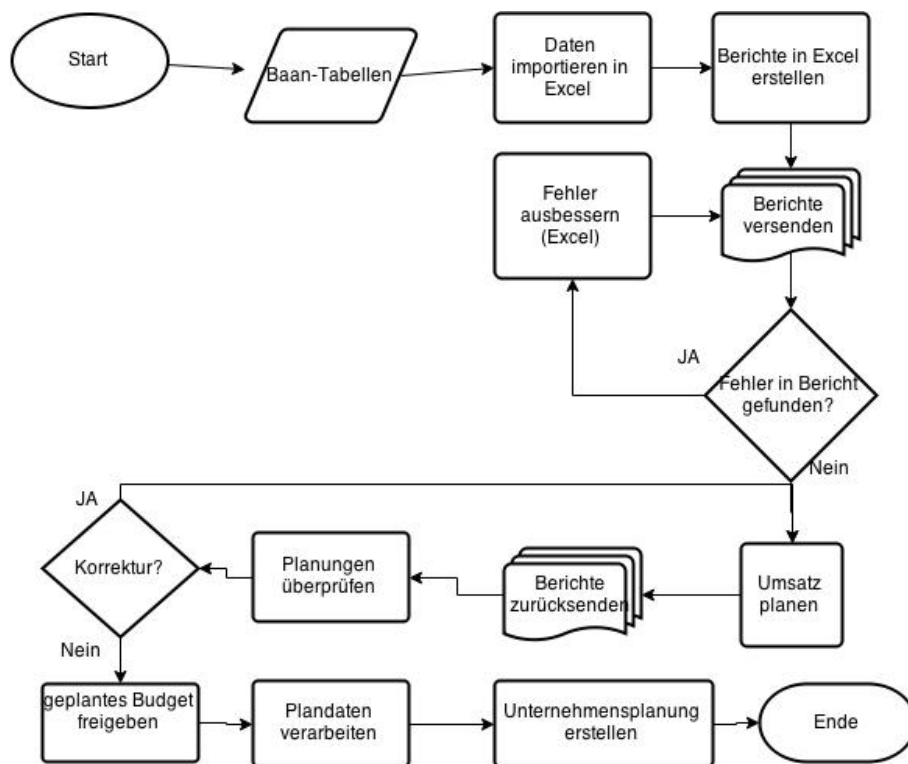 Start
Baan-Tabellen
Daten
importieren in
Excel
Berichte in Excel
erstellen
Fehler
ausbessern
(Excel)
Berichte
versenden
JA
Fehler in Bericht
gefunden?
Nein
JA
Korrektur?
Planungen
überprüfen
Berichte
zurücksenden
Umsatz
planen
Nein
geplantes Budget
freigeben
Plandaten
verarbeiten
Unternehmensplanung
erstellen
Ende